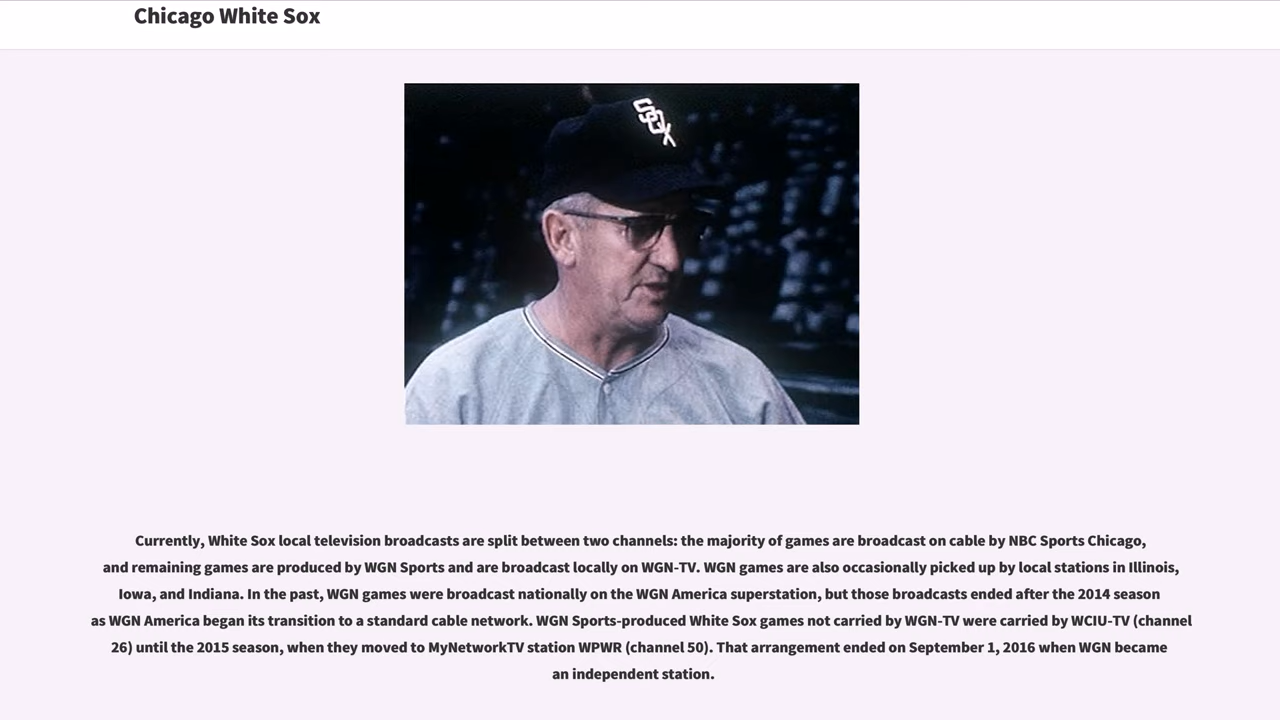 Chicago White Sox
SOX
Currently, White Sox local television broadcasts are split between two channels: the majority of games are broadcast on cable by NBC Sports Chicago,
and remaining games are produced by WGN Sports and are broadcast locally on WGN-TV. WGN games are also occasionally picked up by local stations in Illinois,
Iowa, and Indiana. In the past, WGN games were broadcast nationally on the WGN America superstation, but those broadcasts ended after the 2014 season
as WGN America began its transition to a standard cable network. WGN Sports-produced White Sox games not carried by WGN-TV were carried by WCIU-TV (channel
26) until the 2015 season, when they moved to MyNetworkTV station WPWR (channel 50). That arrangement ended on September 1, 2016 when WGN became
an independent station.